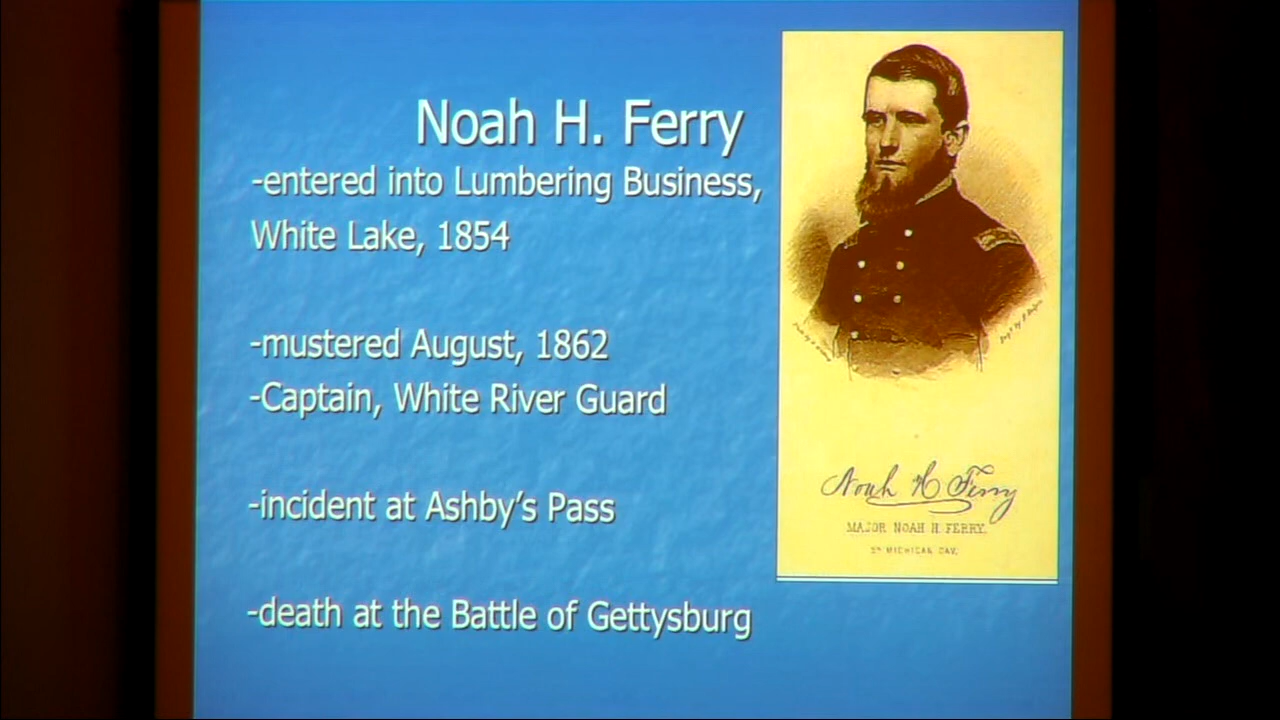 Noah H. Ferry
-entered into Lumbering Business,
White Lake, 1854
-mustered August, 1862
-Captain, White River Guard
-incident at Ashby's Pass
-death at the Battle of Gettysburg
Noah H Ferry
MAJOR NOAH H. FERRY.
5th MICHIGAN CAV.